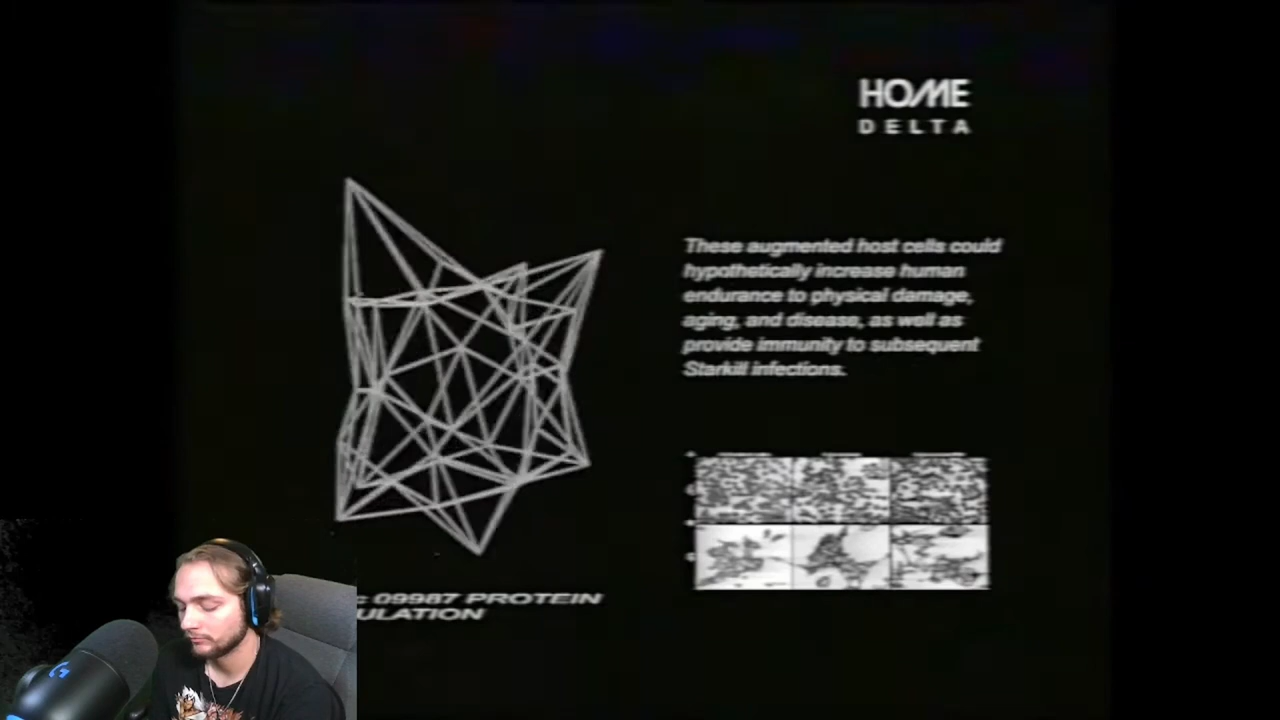 HOME
DELTA
These augmented host cells could
hypothetically increase human
endurance to physical damage,
aging, and disease, as well as
provide immunity to subsequent
Starkill infections.
: 09987 PROTEIN
ULATION